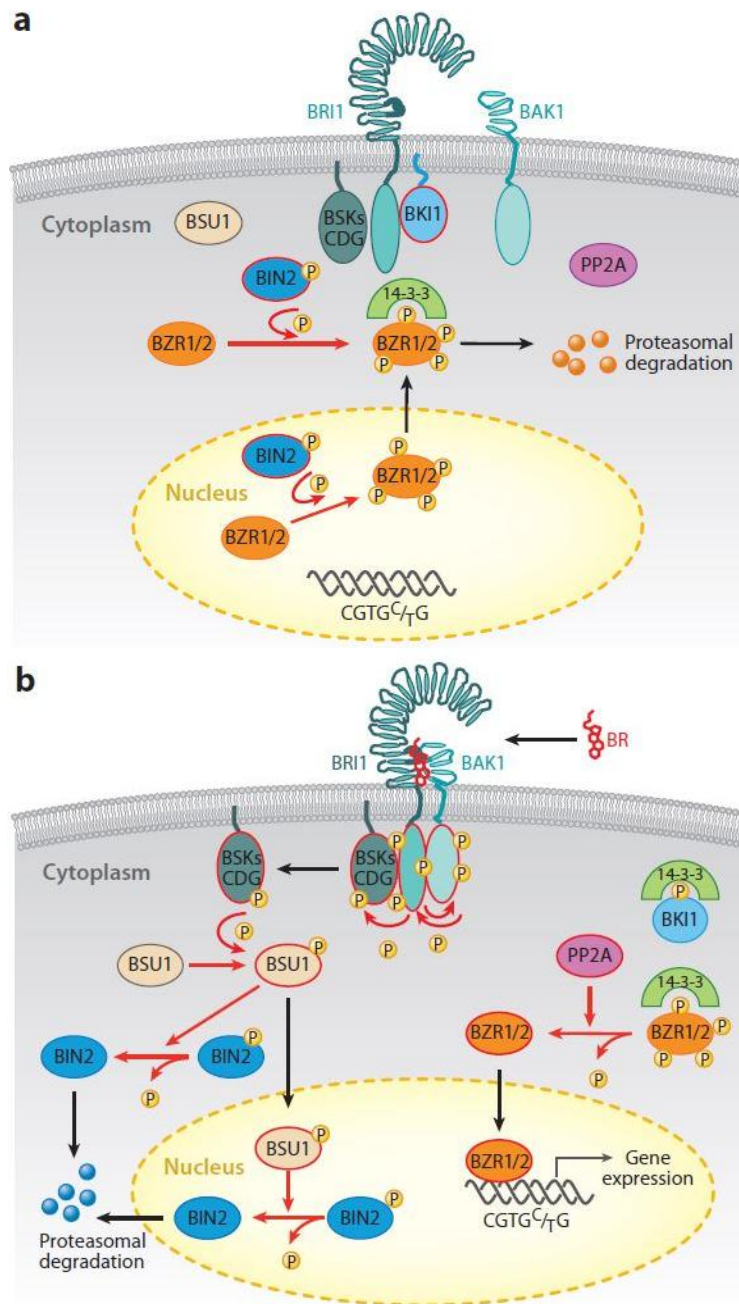 a
BRI1
BAK1
Cytoplasm
BSU1
BSKs
CDG
BKI1
PP2A
BIN2
P
14-3-3
P
P
BZR1/2
BZR1/2
P
P
P
Proteasomal
degradation
BIN2
P
P
P
BZR1/2
P
P
P
Nucleus
BZR1/2
CGTGC/TG
b
BR
BRI1
BAK1
Cytoplasm
BSKs
CDG
P
BSKs
CDG
P
P
P
P
P
P
P
P
P
14-3-3
P
BKI1
P
BSU1
BSU1
P
PP2A
14-3-3
P
BZR1/2
BZR1/2
P
P
P
P
BIN2
BIN2
P
P
Nucleus
BSU1
P
BZR1/2
Gene
expression
CGTGC/TG
BIN2
BIN2
P
P
Proteasomal
degradation